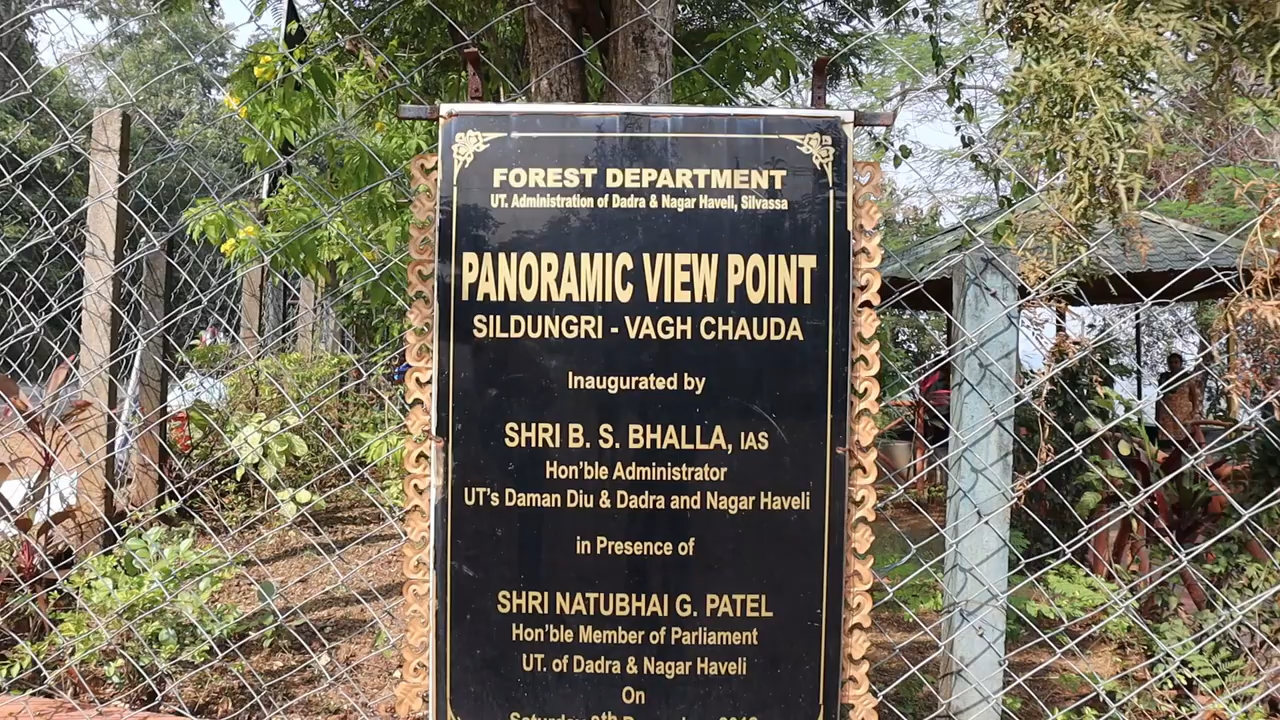 FOREST DEPARTMENT
UT. Administration of Dadra & Nagar Haveli, Silvassa
PANORAMIC VIEW POINT
SILDUNGRI - VAGH CHAUDA
Inaugurated by
SHRI B. S. BHALLA, IAS
Hon'ble Administrator
UT's Daman Diu & Dadra and Nagar Haveli
in Presence of
SHRI NATUBHAI G. PATEL
Hon'ble Member of Parliament
UT. of Dadra & Nagar Haveli
On
Saturday